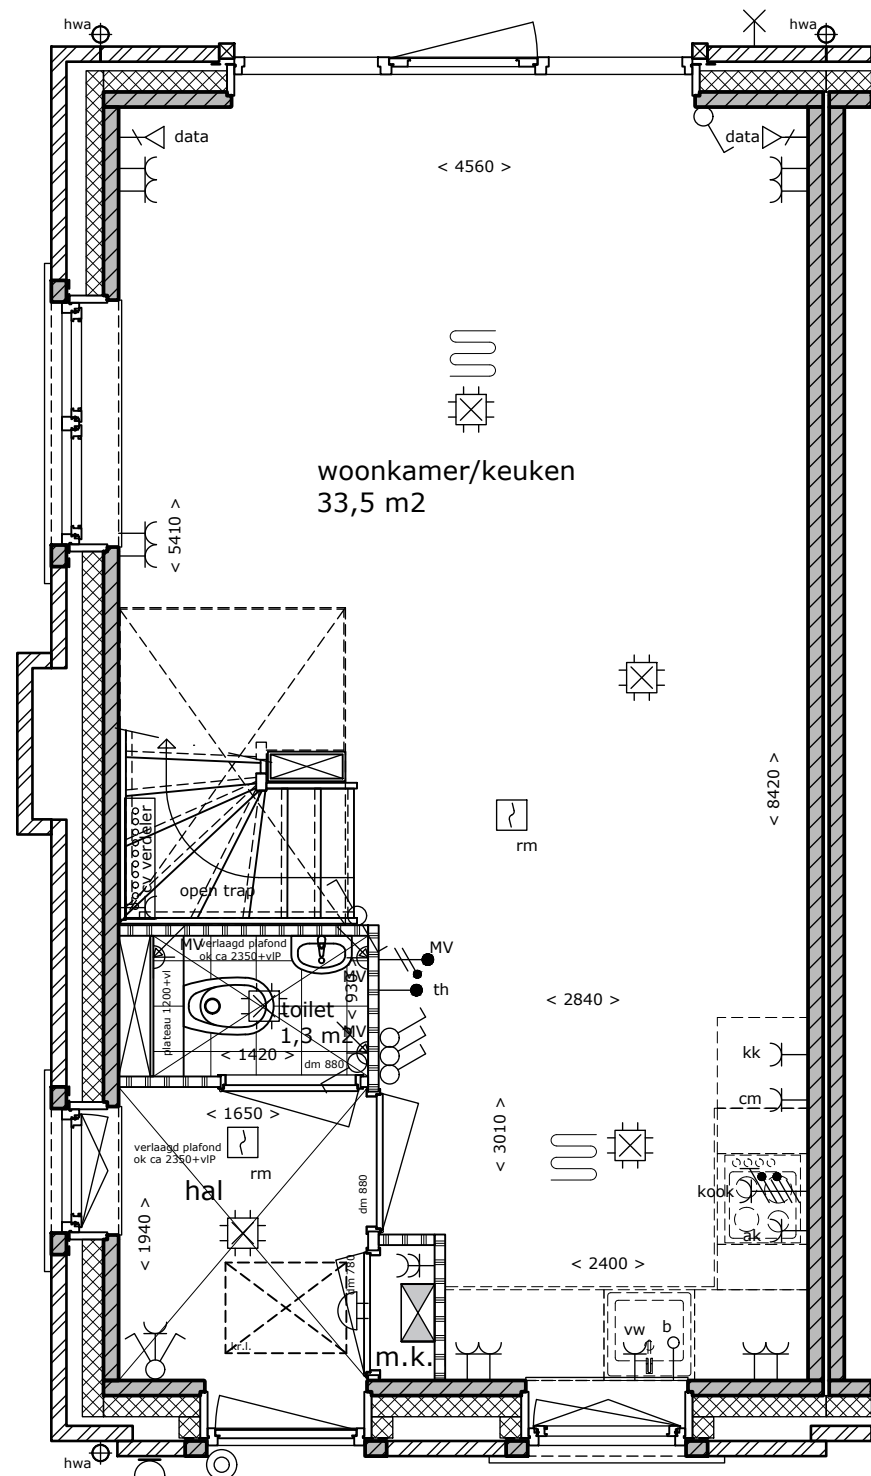 hwa
hwa
data
data
< 4560 >
woonkamer/keuken
33,5 m2
< 5410 >
< 8420 >
rm
cv verdeler
open trap
MV
verlaagd plafond
ok ca 2350+vlP
MV
MV
th
< 935 >
plateau 1200+vl
toilet
1,3 m2
MV
< 1420 >
dm 880
< 2840 >
kk
cm
< 1650 >
< 3010 >
verlaagd plafond
ok ca 2350+vlP
rm
hal
dm 880
kook
ak
< 1940 >
< 2400 >
dm 780
kr.l.
m.k.
vw
b
hwa